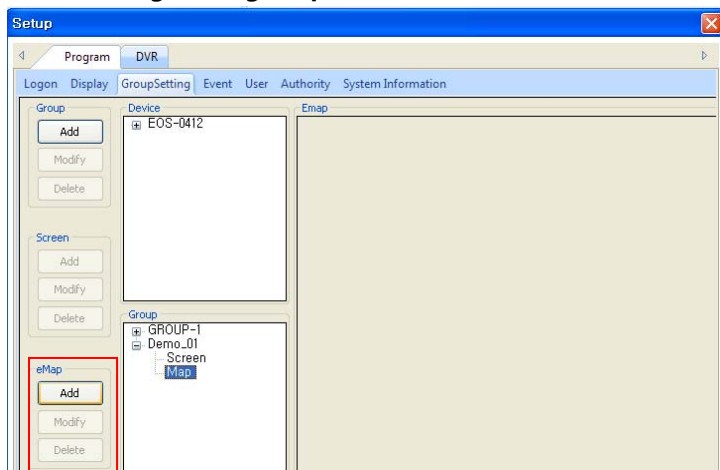 Setup
Program DVR
Logon Display GroupSetting Event User Authority System Information
Group
Add
Modify
Delete
Screen
Add
Modify
Delete
eMap
Add
Modify
Delete
Device
EOS-0412
Group
GROUP-1
Demo_01
Screen
Map
Emap